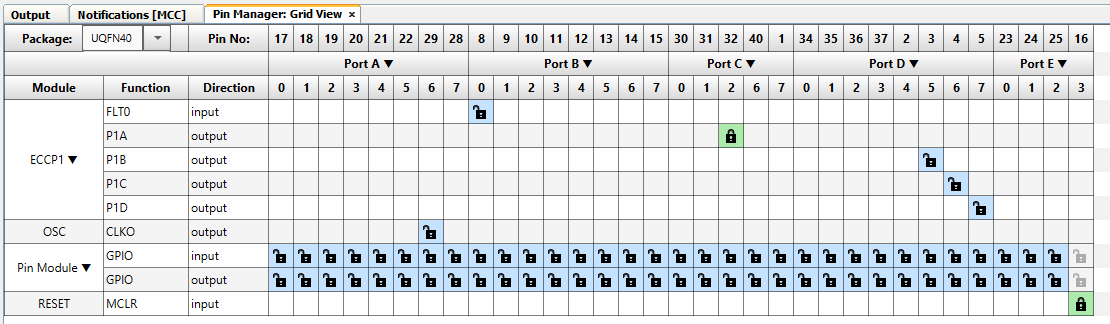 Output
Notifications [MCC]
Pin Manager: Grid View ×
Package: UQFN40 ▼ Pin No: 17 18 19 20 21 22 29 28 8 9 10 11 12 13 14 15 30 31 32 40 1 34 35 36 37 2 3 4 5 23 24 25 16
Port A ▼ Port B ▼ Port C ▼ Port D ▼ Port E ▼
Module Function Direction 0 1 2 3 4 5 6 7 0 1 2 3 4 5 6 7 0 1 2 6 7 0 1 2 3 4 5 6 7 0 1 2 3
ECCP1 ▼
FLT0 input
P1A output
P1B output
P1C output
P1D output
OSC CLKO output
Pin Module ▼
GPIO input
GPIO output
RESET MCLR input